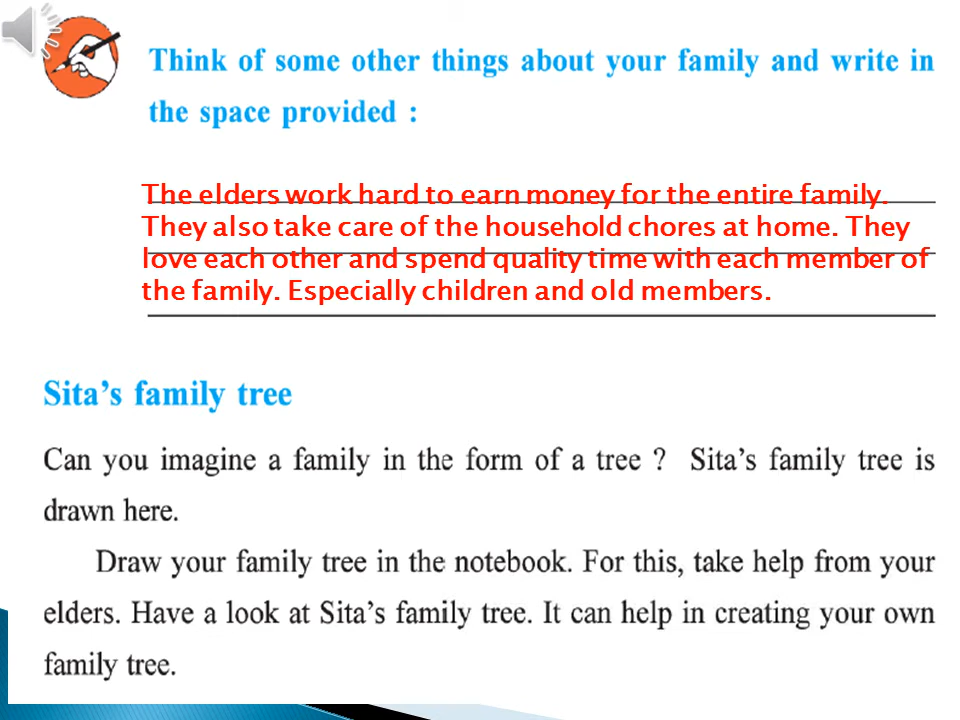 Think of some other things about your family and write in
the space provided :
The elders work hard to earn money for the entire family.
They also take care of the household chores at home. They
love each other and spend quality time with each member of
the family. Especially children and old members.
Sita's family tree
Can you imagine a family in the form of a tree ? Sita's family tree is
drawn here.
Draw your family tree in the notebook. For this, take help from your
elders. Have a look at Sita's family tree. It can help in creating your own
family tree.